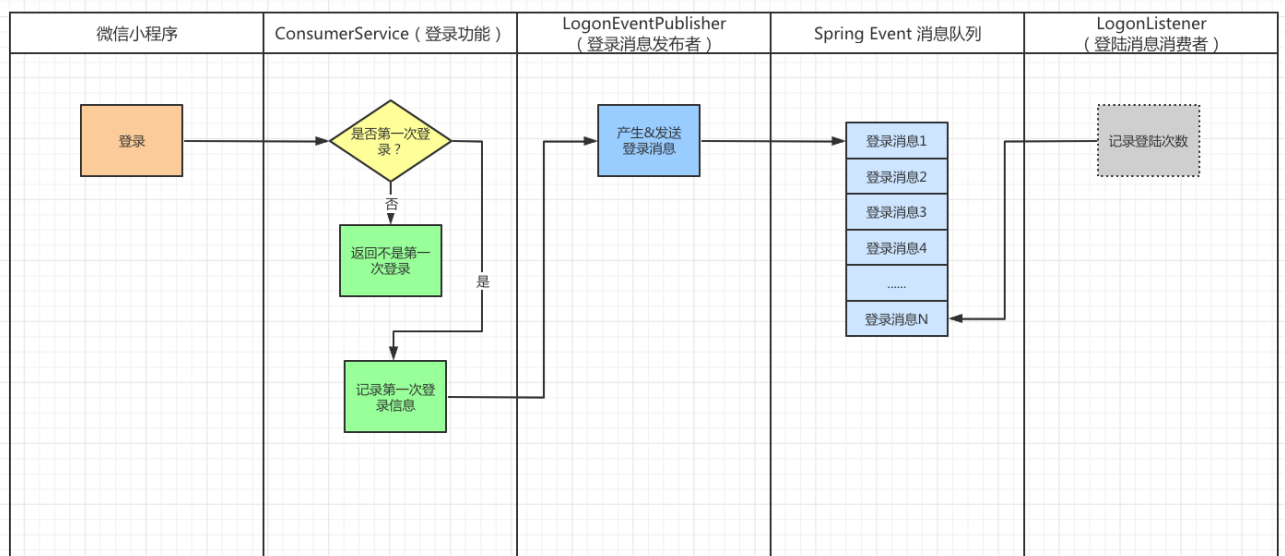 微信小程序
ConsumerService（登录功能）
LogonEventPublisher
（登录消息发布者）
Spring Event 消息队列
LogonListener
（登陆消息消费者）
登录
是否第一次登
录？
否
返回不是第一
次登录
是
记录第一次登
录信息
产生&发送
登录消息
登录消息1
登录消息2
登录消息3
登录消息4
......
登录消息N
记录登陆次数